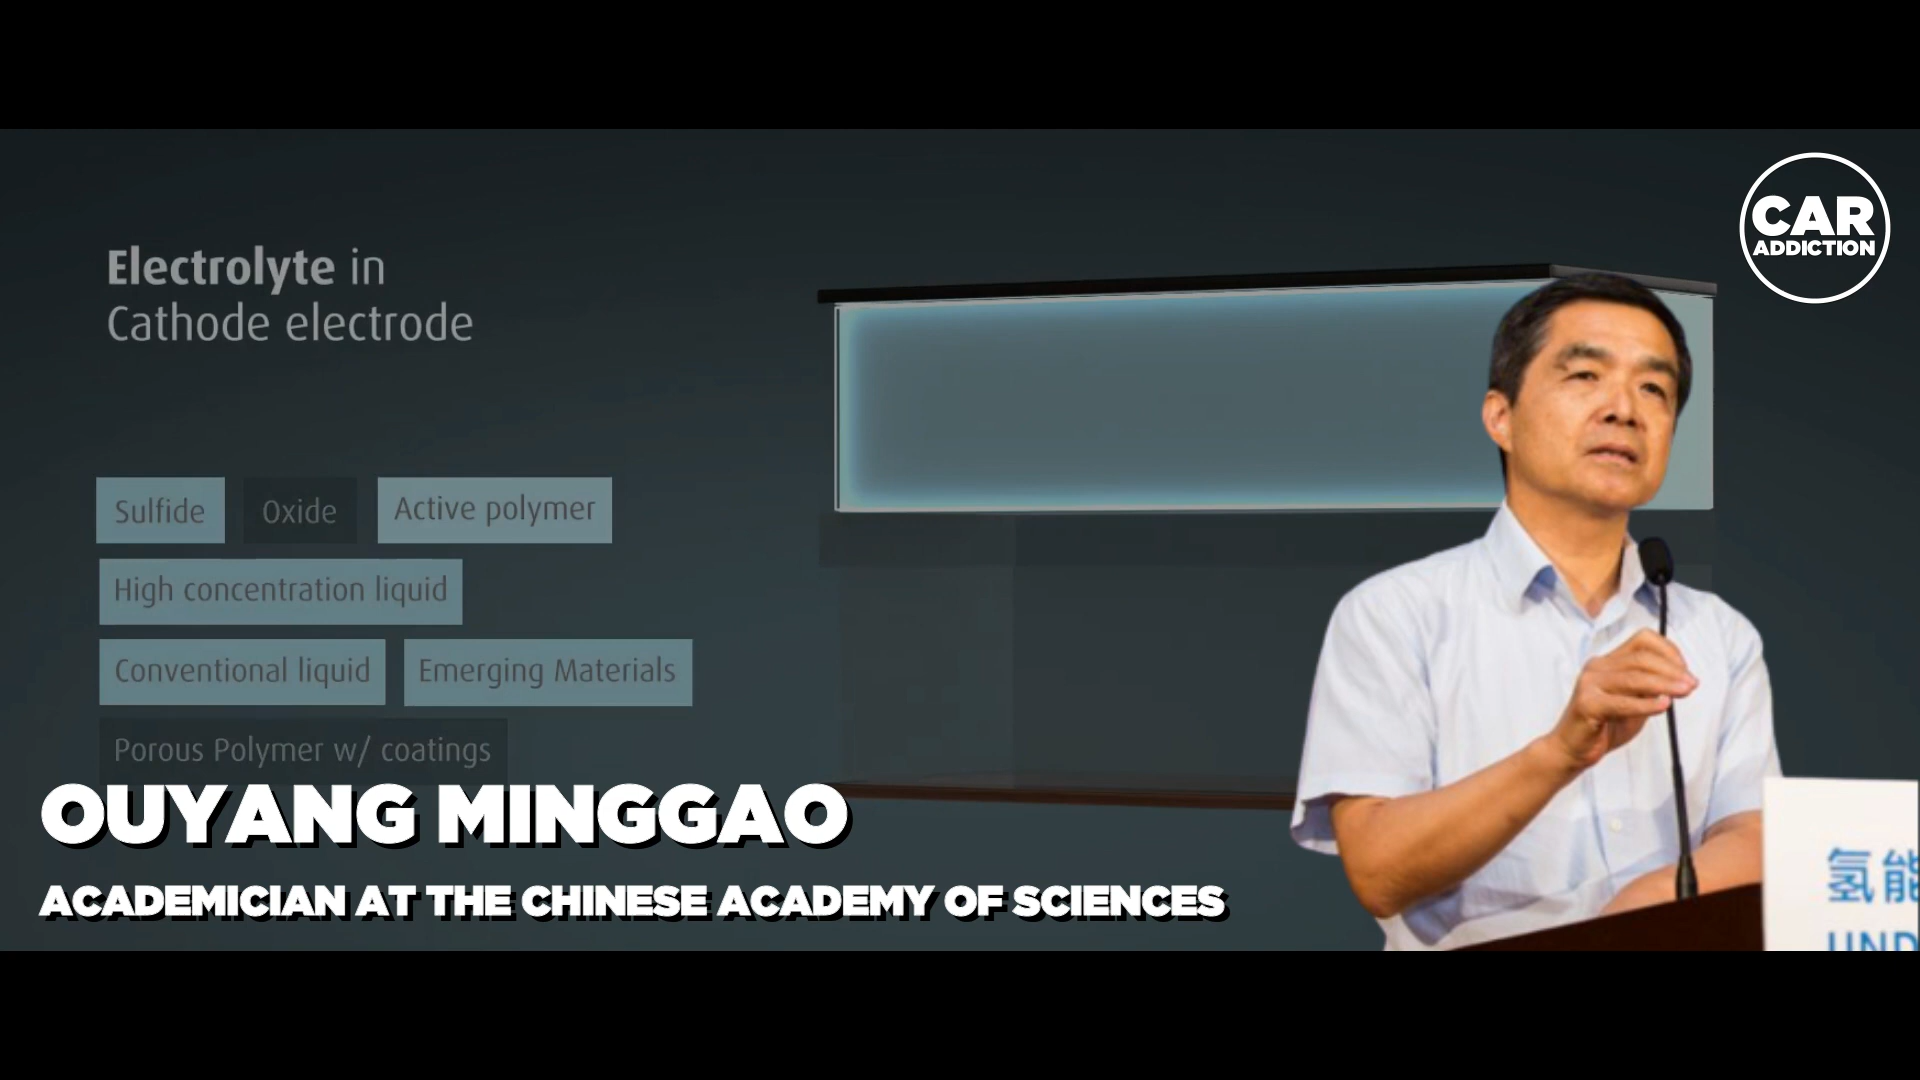 CAR
ADDICTION
Electrolyte in
Cathode electrode
Sulfide Oxide Active polymer
High concentration liquid
Conventional liquid Emerging Materials
Porous Polymer w/ coatings
OUYANG MINGGAO
ACADEMICIAN AT THE CHINESE ACADEMY OF SCIENCES
氢能
UND